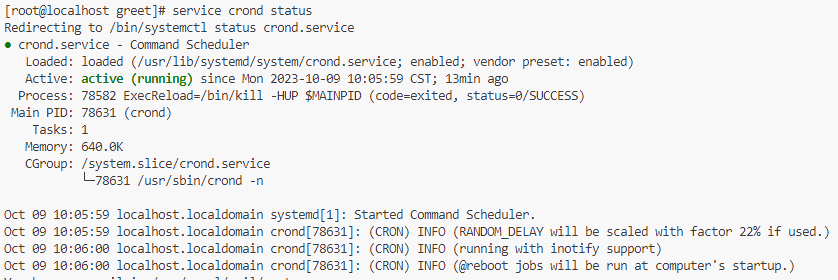 [root@localhost greet]# service crond status
Redirecting to /bin/systemctl status crond.service
● crond.service - Command Scheduler
   Loaded: loaded (/usr/lib/systemd/system/crond.service; enabled; vendor preset: enabled)
   Active: active (running) since Mon 2023-10-09 10:05:59 CST; 13min ago
  Process: 78582 ExecReload=/bin/kill -HUP $MAINPID (code=exited, status=0/SUCCESS)
 Main PID: 78631 (crond)
    Tasks: 1
   Memory: 640.0K
   CGroup: /system.slice/crond.service
           └─78631 /usr/sbin/crond -n

Oct 09 10:05:59 localhost.localdomain systemd[1]: Started Command Scheduler.
Oct 09 10:05:59 localhost.localdomain crond[78631]: (CRON) INFO (RANDOM_DELAY will be scaled with factor 22% if used.)
Oct 09 10:06:00 localhost.localdomain crond[78631]: (CRON) INFO (running with inotify support)
Oct 09 10:06:00 localhost.localdomain crond[78631]: (CRON) INFO (@reboot jobs will be run at computer's startup.)